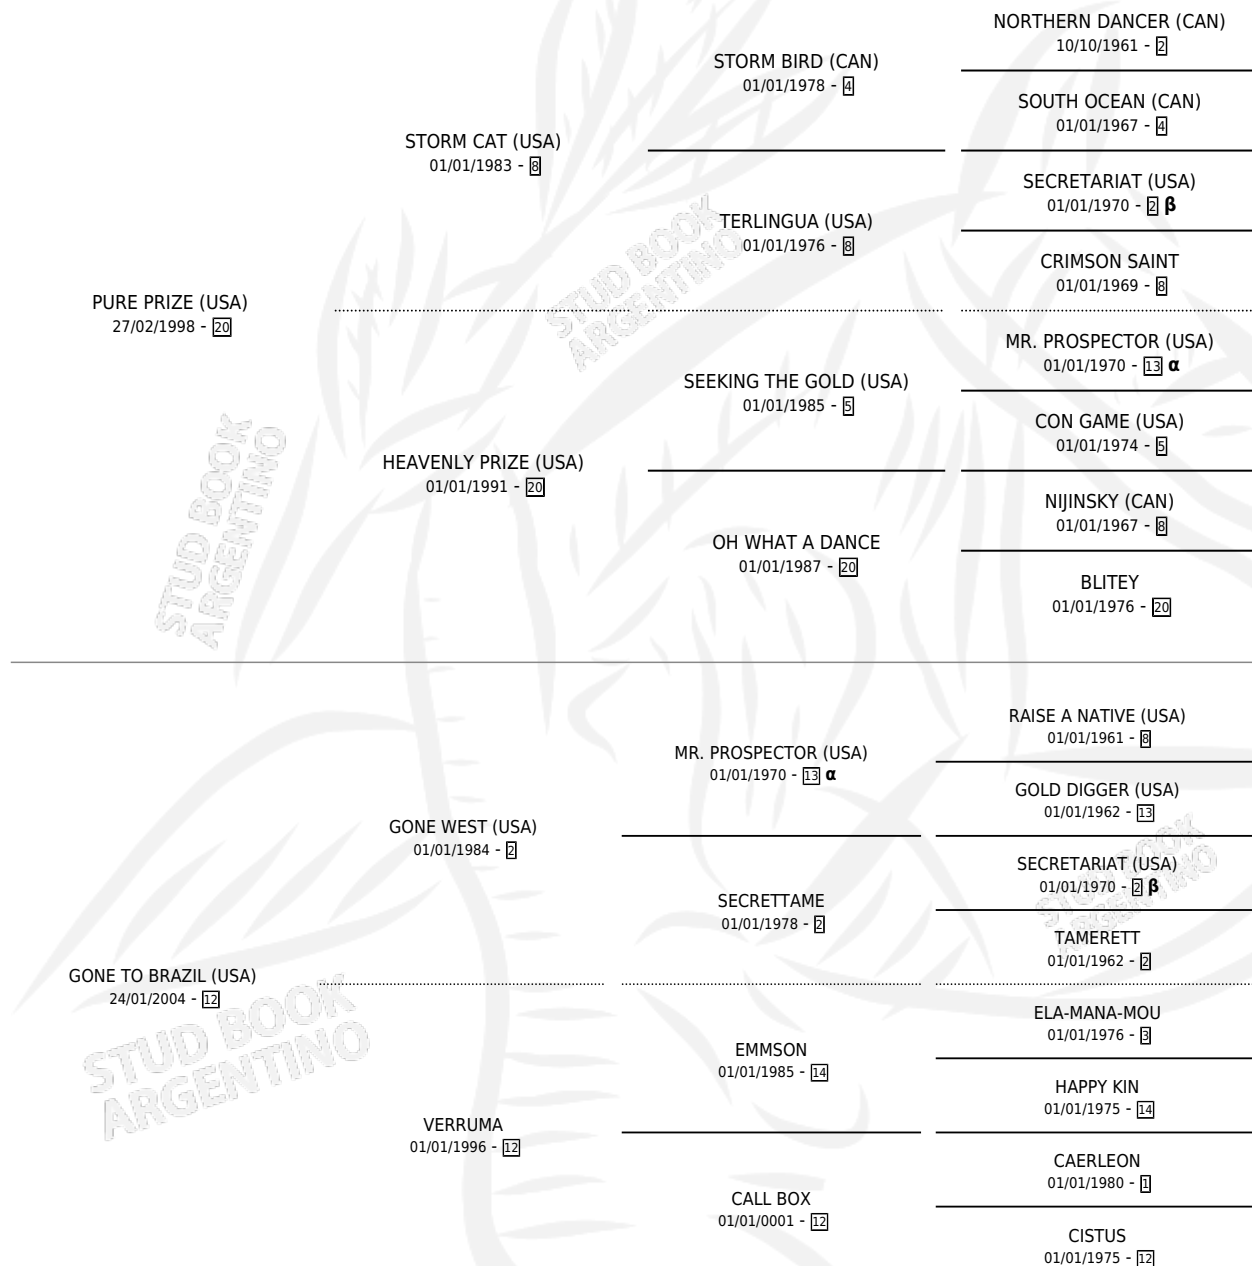 NORTHERN DANCER (CAN)
10/10/1961 - 2
STORM BIRD (CAN)
01/01/1978 - 4
SOUTH OCEAN (CAN)
01/01/1967 - 4
STORM CAT (USA)
01/01/1983 - 8
SECRETARIAT (USA)
01/01/1970 - 2 β
TERLINGUA (USA)
01/01/1976 - 8
CRIMSON SAINT
01/01/1969 - 8
PURE PRIZE (USA)
27/02/1998 - 20
STUD BOOK
ARGENTINO
MR. PROSPECTOR (USA)
01/01/1970 - 13 α
SEEKING THE GOLD (USA)
01/01/1985 - 5
CON GAME (USA)
01/01/1974 - 5
HEAVENLY PRIZE (USA)
01/01/1991 - 20
STUD BOOK
ARGENTINO
NIJINSKY (CAN)
01/01/1967 - 8
OH WHAT A DANCE
01/01/1987 - 20
BLITEY
01/01/1976 - 20
RAISE A NATIVE (USA)
01/01/1961 - 8
MR. PROSPECTOR (USA)
01/01/1970 - 13 α
GOLD DIGGER (USA)
01/01/1962 - 13
GONE WEST (USA)
01/01/1984 - 2
SECRETARIAT (USA)
01/01/1970 - 2 β
STUD BOOK
ARGENTINO
SECRETTAME
01/01/1978 - 2
TAMERETT
01/01/1962 - 2
GONE TO BRAZIL (USA)
24/01/2004 - 12
STUD BOOK
ARGENTINO
ELA-MANA-MOU
01/01/1976 - 3
EMMSON
01/01/1985 - 14
HAPPY KIN
01/01/1975 - 14
VERRUMA
01/01/1996 - 12
CAERLEON
01/01/1980 - 1
CALL BOX
01/01/0001 - 12
CISTUS
01/01/1975 - 12